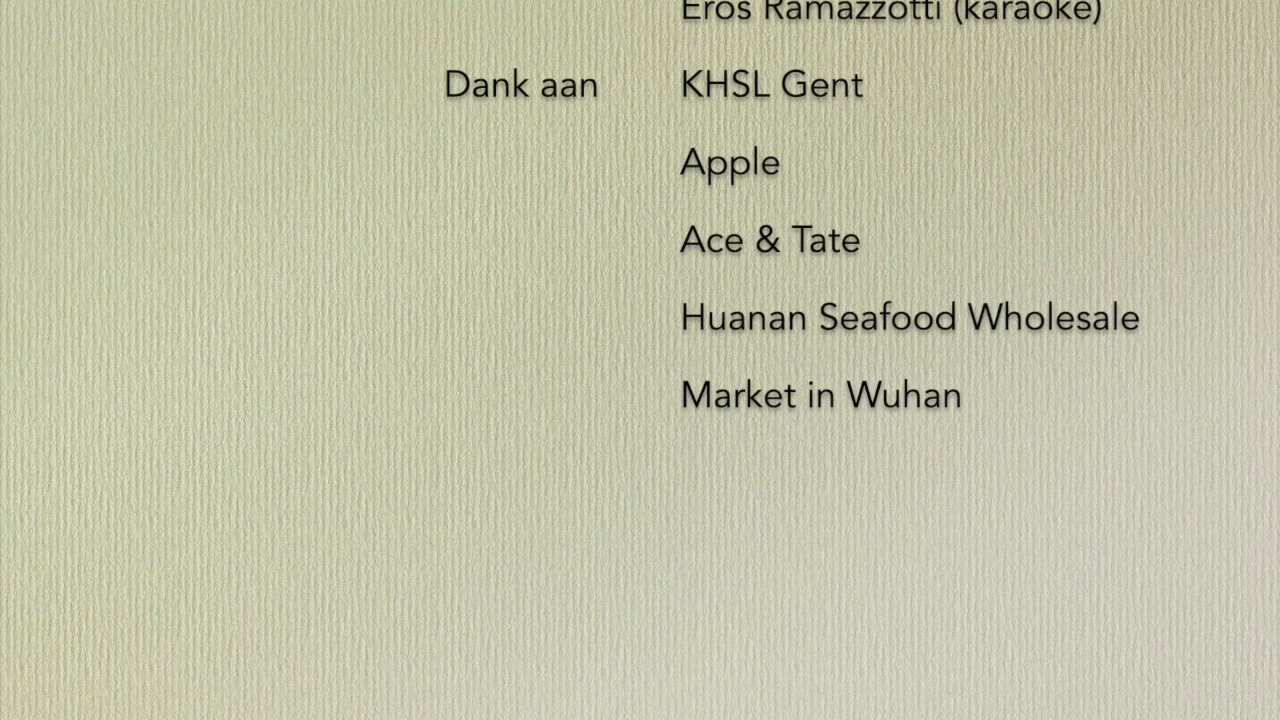 Eros Ramazzotti (karaoke)
Dank aan KHSL Gent
Apple
Ace & Tate
Huanan Seafood Wholesale
Market in Wuhan